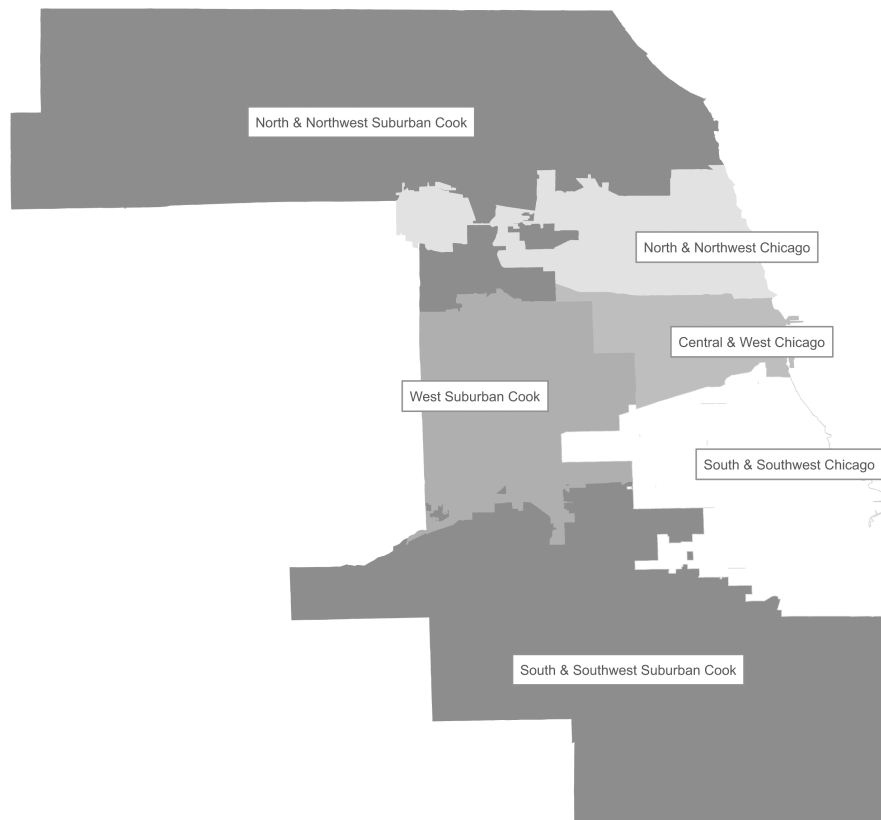 North & Northwest Suburban Cook
North & Northwest Chicago
Central & West Chicago
West Suburban Cook
South & Southwest Chicago
South & Southwest Suburban Cook